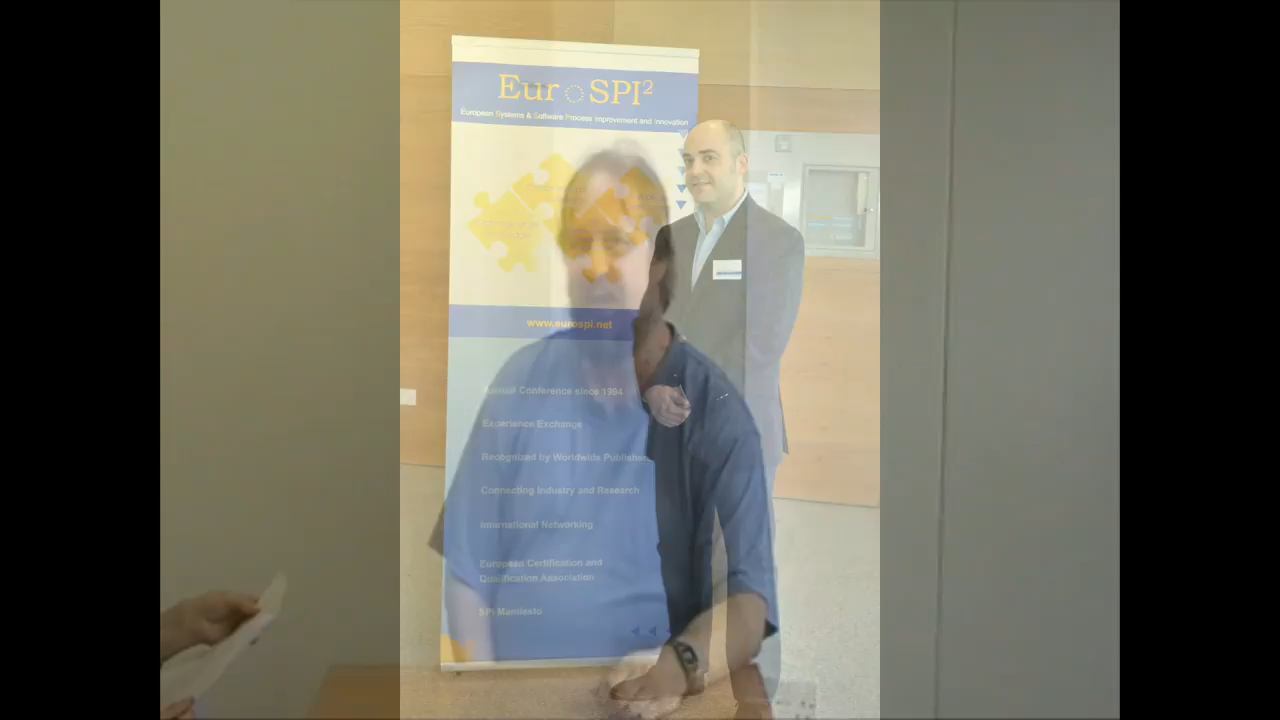 EuroSPI²
European Systems & Software Process Improvement and Innovation
www.eurospi.net
Annual Conference since 1994
Experience Exchange
Recognized by Worldwide Publisher
Connecting Industry and Research
International Networking
European Certification and
Qualification Association
SPI Manifesto